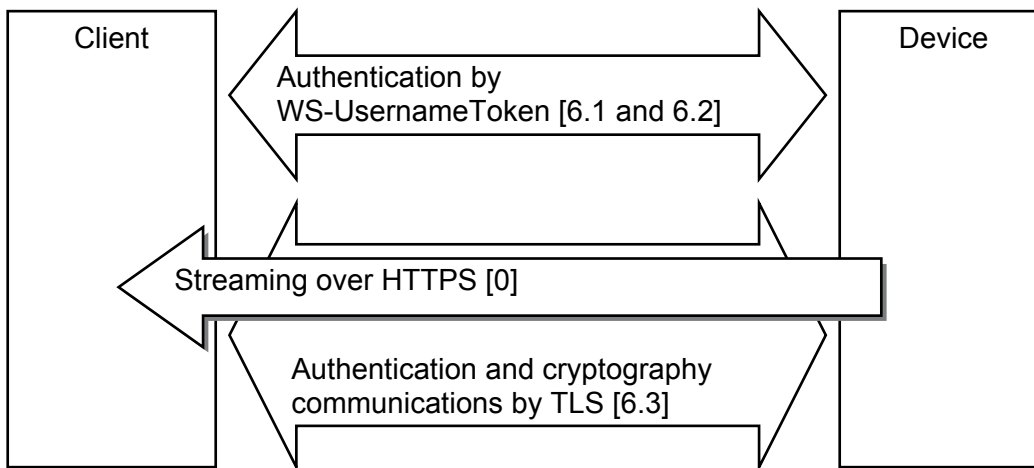 Client
Device
Authentication by
WS-UsernameToken [6.1 and 6.2]
Streaming over HTTPS [0]
Authentication and cryptography
communications by TLS [6.3]